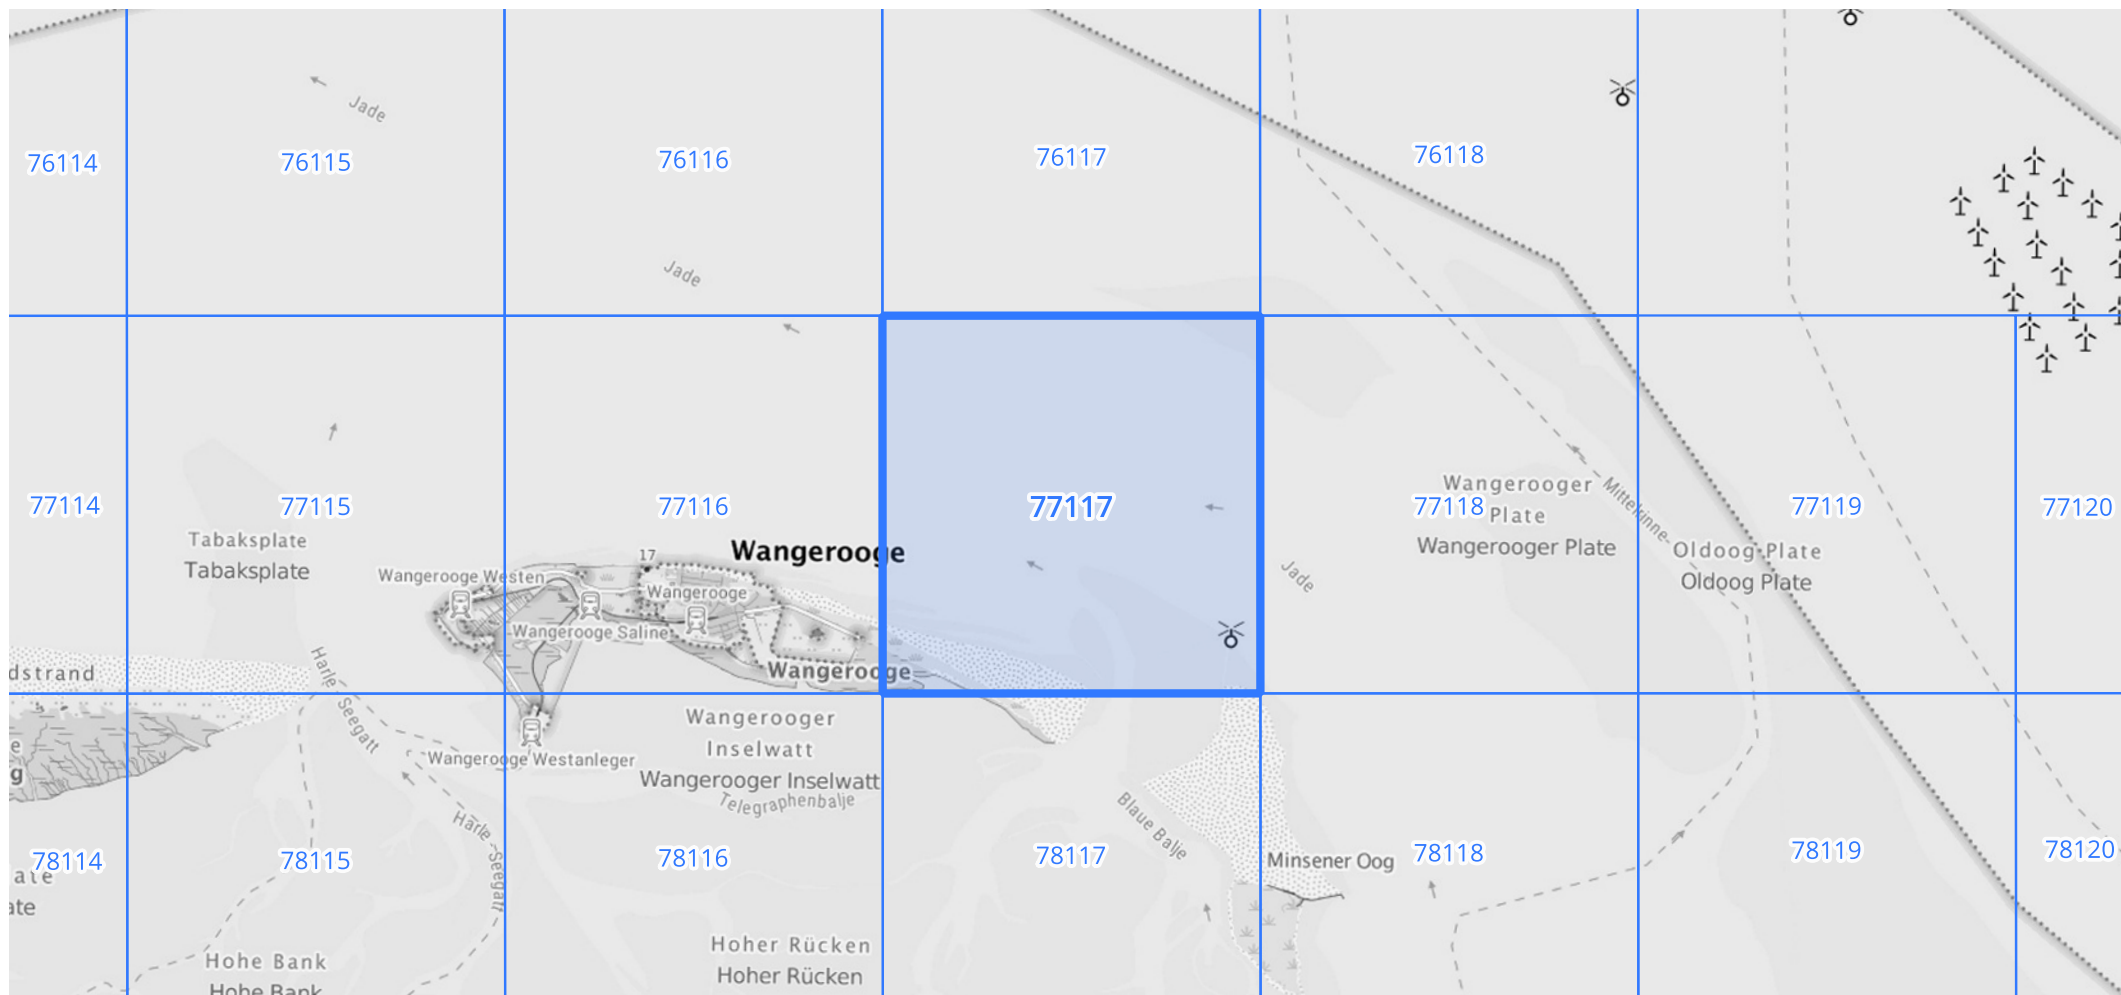 Jade
76114
76115
76116
76117
76118
Jade
77114
77115
77116
77117
77118
77119
77120
Wangerooger
Plate
Wangerooger Plate
Mittelrinne
Tabaksplate
Tabaksplate
Wangerooge
17
Wangerooge Westen
Wangerooge
Wangerooge Saline
Wangerooge
Jade
Oldoog Plate
Oldoog Plate
dstrand
Harle
Seegatt
Wangerooger
Inselwatt
Wangerooger Inselwatt
Telegraphenbalje
Wangerooge Westanleger
e
g
Harle
Seegatt
Blaue Balje
Minsener Oog
78114
78115
78116
78117
78118
78119
78120
ate
ate
Hohe Bank
Hohe Bank
Hoher Rücken
Hoher Rücken